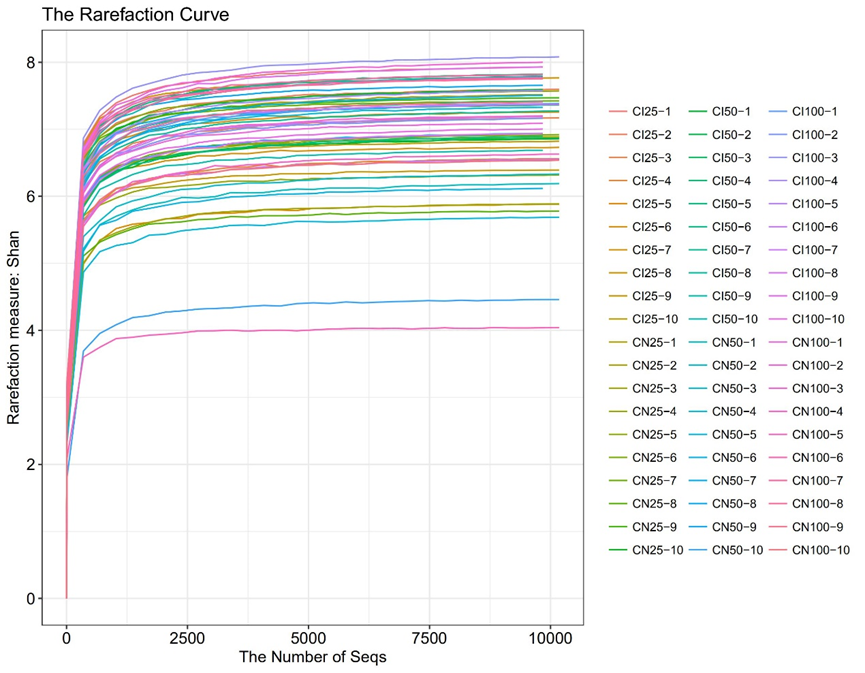 The Rarefaction Curve
Rarefaction measure: Shan
8
6
4
2
0
0 2500 5000 7500 10000
The Number of Seqs
CI25-1 CI50-1 CI100-1
CI25-2 CI50-2 CI100-2
CI25-3 CI50-3 CI100-3
CI25-4 CI50-4 CI100-4
CI25-5 CI50-5 CI100-5
CI25-6 CI50-6 CI100-6
CI25-7 CI50-7 CI100-7
CI25-8 CI50-8 CI100-8
CI25-9 CI50-9 CI100-9
CI25-10 CI50-10 CI100-10
CN25-1 CN50-1 CN100-1
CN25-2 CN50-2 CN100-2
CN25-3 CN50-3 CN100-3
CN25-4 CN50-4 CN100-4
CN25-5 CN50-5 CN100-5
CN25-6 CN50-6 CN100-6
CN25-7 CN50-7 CN100-7
CN25-8 CN50-8 CN100-8
CN25-9 CN50-9 CN100-9
CN25-10 CN50-10 CN100-10